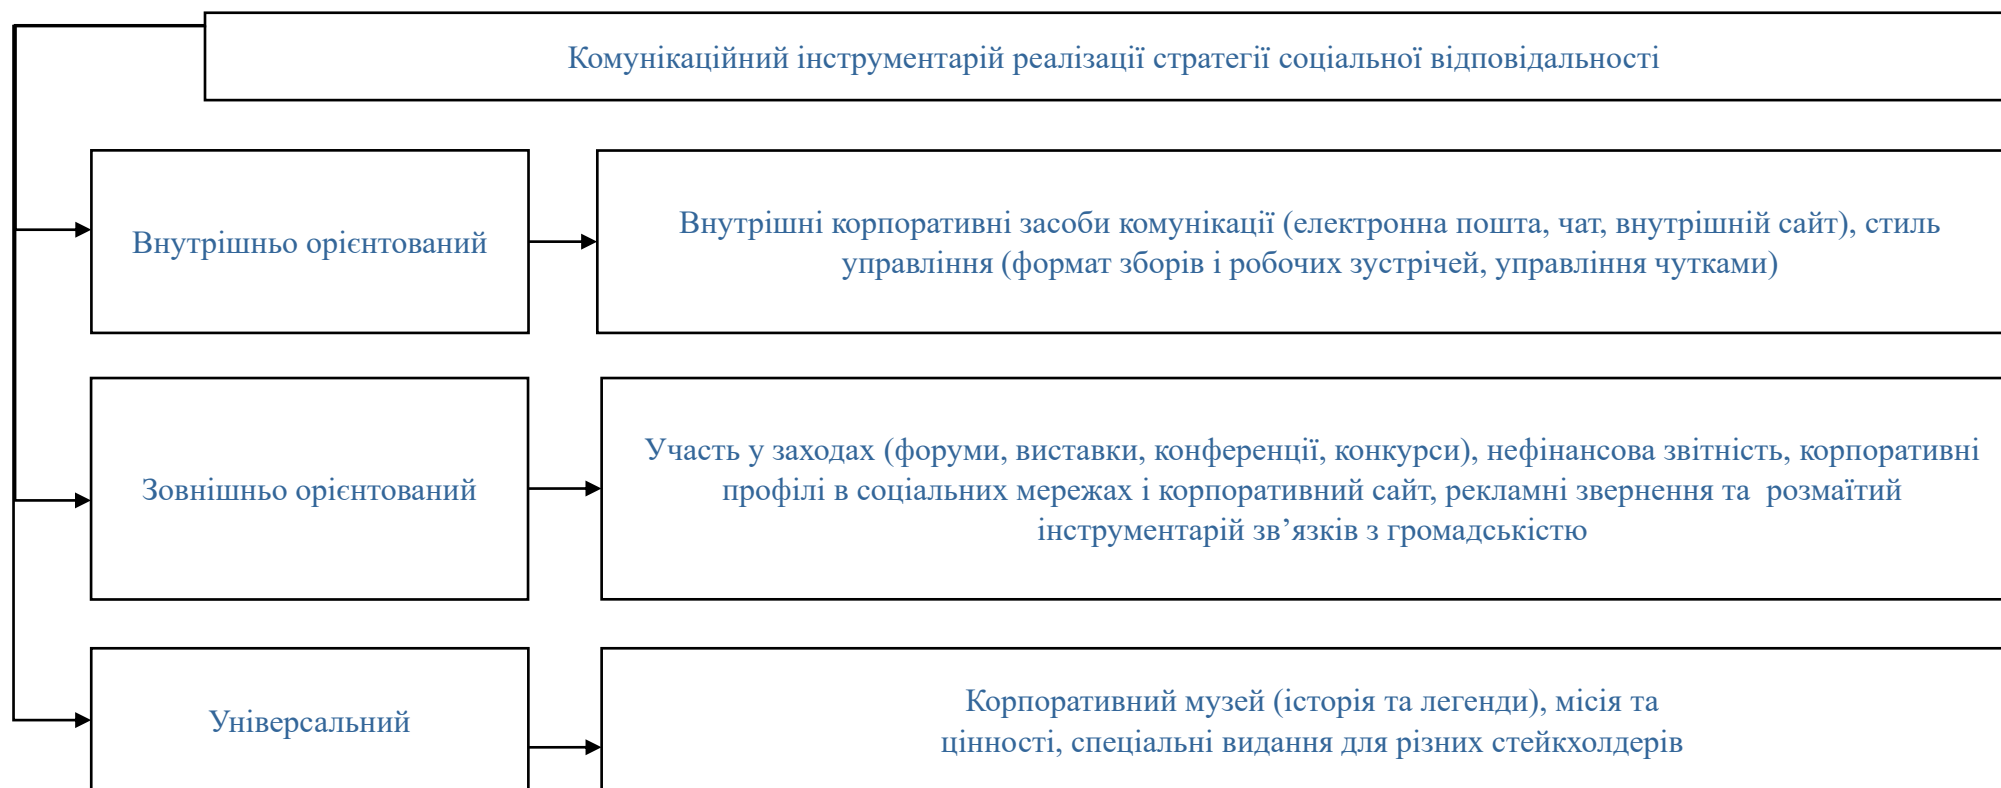 Комунікаційний інструментарій реалізації стратегії соціальної відповідальності
Внутрішньо орієнтований
Внутрішні корпоративні засоби комунікації (електронна пошта, чат, внутрішній сайт), стиль
управління (формат зборів і робочих зустрічей, управління чутками)
Зовнішньо орієнтований
Участь у заходах (форуми, виставки, конференції, конкурси), нефінансова звітність, корпоративні
профілі в соціальних мережах і корпоративний сайт, рекламні звернення та  розмаїтий
інструментарій зв’язків з громадськістю
Універсальний
Корпоративний музей (історія та легенди), місія та
цінності, спеціальні видання для різних стейкхолдерів